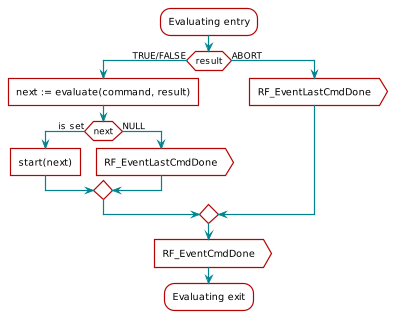 Evaluating entry
result
TRUE/FALSE
ABORT
next := evaluate(command, result)
RF_EventLastCmdDone
next
is set
NULL
start(next)
RF_EventLastCmdDone
RF_EventCmdDone
Evaluating exit